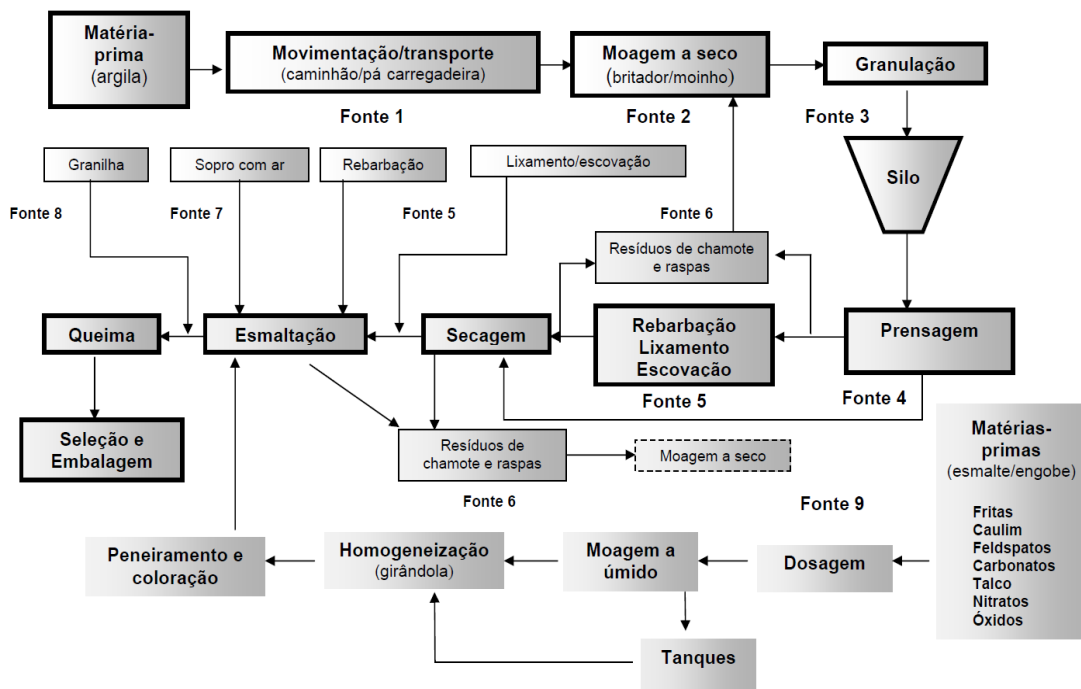 Matéria-
prima
(argila)
Movimentação/transporte
(caminhão/pá carregadeira)
Moagem a seco
(britador/moinho)
Granulação
Fonte 1
Fonte 2
Fonte 3
Granilha
Sopro com ar
Rebarbação
Lixamento/escovação
Silo
Fonte 8
Fonte 7
Fonte 5
Fonte 6
Resíduos de chamote
e raspas
Queima
Esmaltação
Secagem
Rebarbação
Lixamento
Escovação
Prensagem
Fonte 5
Fonte 4
Seleção e
Embalagem
Resíduos de
chamote e raspas
Moagem a seco
Fonte 6
Fonte 9
Matérias-
primas
(esmalte/engobe)
Fritas
Caulim
Feldspatos
Carbonatos
Talco
Nitratos
Óxidos
Peneiramento e
coloração
Homogeneização
(girândola)
Moagem a
úmido
Dosagem
Tanques